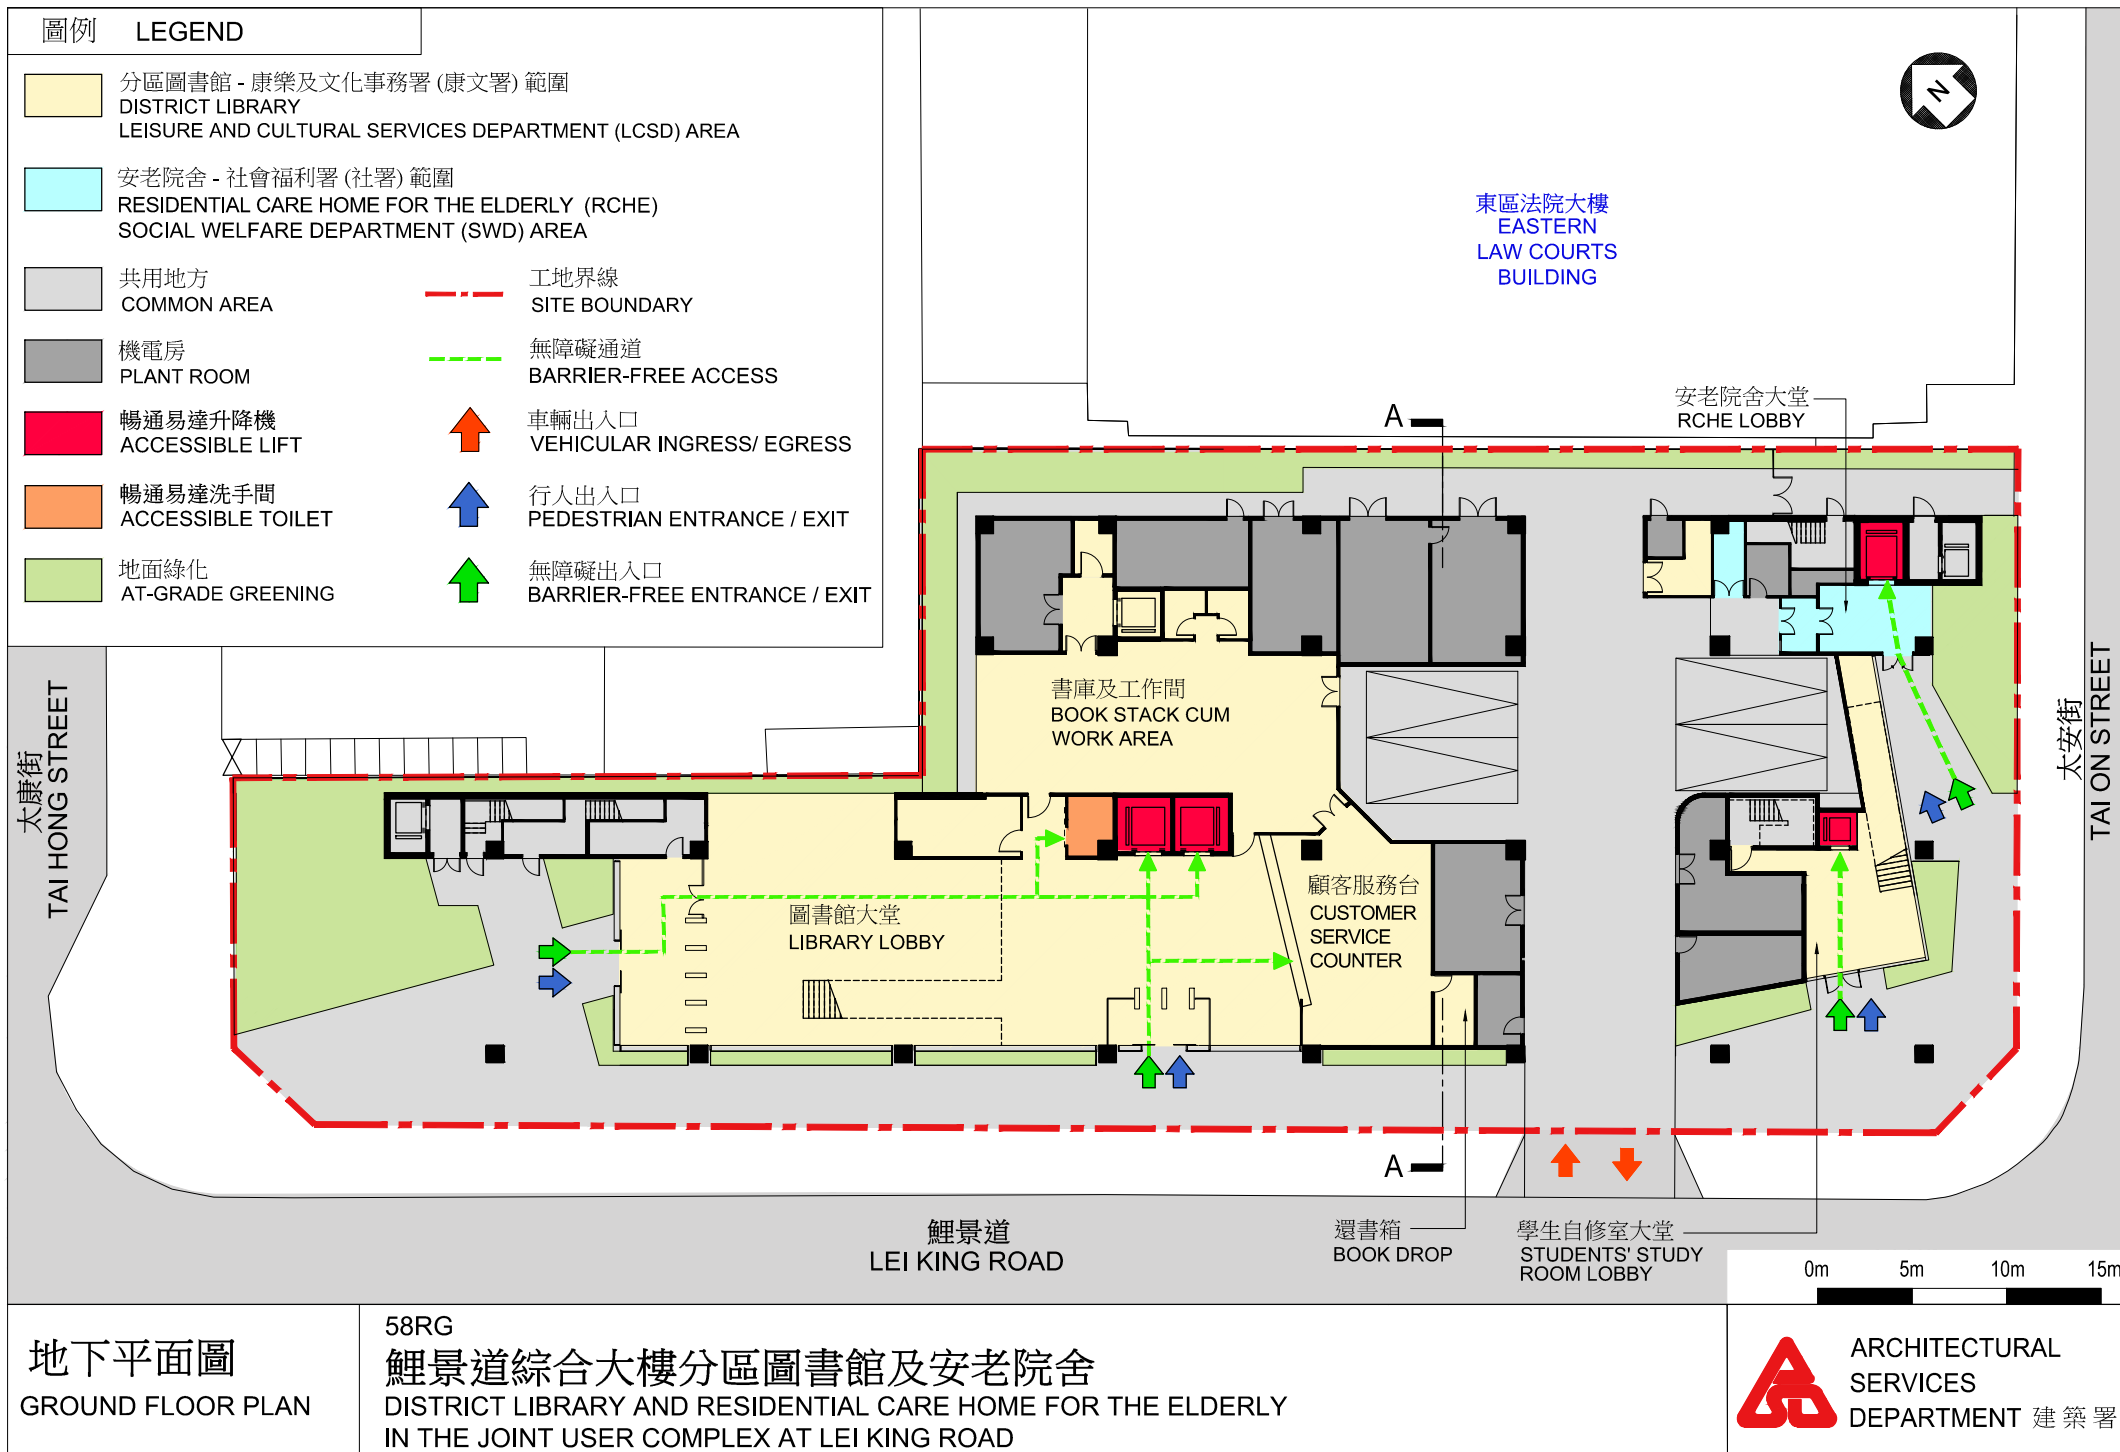 圖例 LEGEND
分區圖書館 - 康樂及文化事務署 (康文署) 範圍
DISTRICT LIBRARY
LEISURE AND CULTURAL SERVICES DEPARTMENT (LCSD) AREA
安老院舍 - 社會福利署 (社署) 範圍
RESIDENTIAL CARE HOME FOR THE ELDERLY (RCHE)
SOCIAL WELFARE DEPARTMENT (SWD) AREA
共用地方
COMMON AREA
工地界線
SITE BOUNDARY
機電房
PLANT ROOM
無障礙通道
BARRIER-FREE ACCESS
暢通易達升降機
ACCESSIBLE LIFT
車輛出入口
VEHICULAR INGRESS/ EGRESS
暢通易達洗手間
ACCESSIBLE TOILET
行人出入口
PEDESTRIAN ENTRANCE / EXIT
地面綠化
AT-GRADE GREENING
無障礙出入口
BARRIER-FREE ENTRANCE / EXIT
N
東區法院大樓
EASTERN
LAW COURTS
BUILDING
A
安老院舍大堂
RCHE LOBBY
書庫及工作間
BOOK STACK CUM
WORK AREA
太康街
TAI HONG STREET
太安街
TAI ON STREET
圖書館大堂
LIBRARY LOBBY
顧客服務台
CUSTOMER
SERVICE
COUNTER
A
鯉景道
LEI KING ROAD
還書箱
BOOK DROP
學生自修室大堂
STUDENTS' STUDY
ROOM LOBBY
0m 5m 10m 15m
地下平面圖
GROUND FLOOR PLAN
58RG
鯉景道綜合大樓分區圖書館及安老院舍
DISTRICT LIBRARY AND RESIDENTIAL CARE HOME FOR THE ELDERLY
IN THE JOINT USER COMPLEX AT LEI KING ROAD
ARCHITECTURAL
SERVICES
DEPARTMENT 建築署